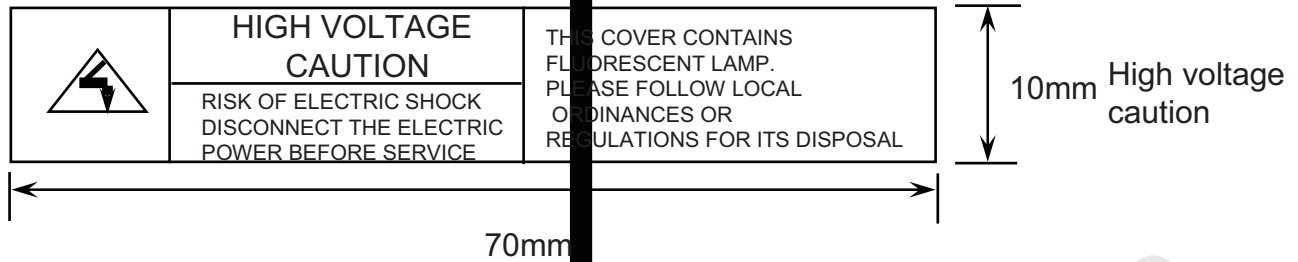 HIGH VOLTAGE
CAUTION
RISK OF ELECTRIC SHOCK
DISCONNECT THE ELECTRIC
POWER BEFORE SERVICE
THIS COVER CONTAINS
FLUORESCENT LAMP.
PLEASE FOLLOW LOCAL
ORDINANCES OR
REGULATIONS FOR ITS DISPOSAL
10mm
High voltage
caution
70mm